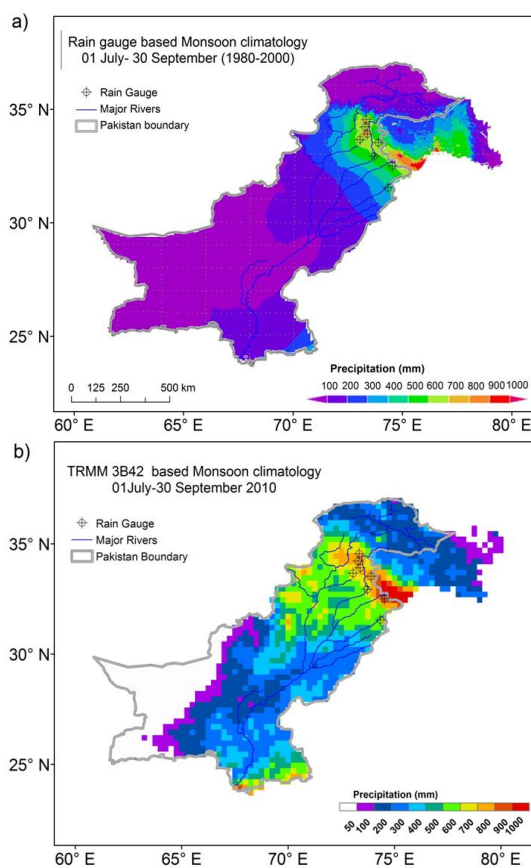 a)
Rain gauge based Monsoon climatology
01 July- 30 September (1980-2000)
Rain Gauge
Major Rivers
Pakistan boundary
35° N
30° N
25° N
Precipitation (mm)
0 125 250 500 km
100 200 300 400 500 600 700 800 900 1000
60° E 65° E 70° E 75° E 80° E
b)
TRMM 3B42 based Monsoon climatology
01July-30 September 2010
Rain Gauge
Major Rivers
Pakistan Boundary
35° N
30° N
25° N
Precipitation (mm)
50 100 200 300 400 500 600 700 800 900 1000
60° E 65° E 70° E 75° E 80° E